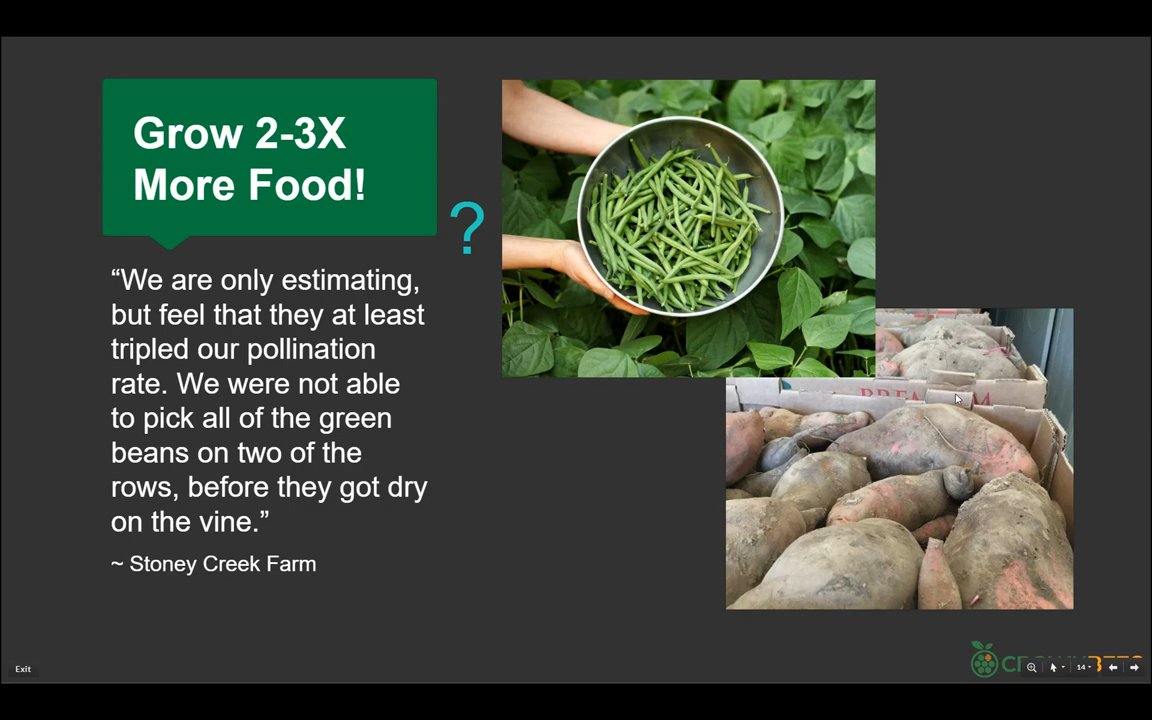 Grow 2-3X
More Food!
?
“We are only estimating,
but feel that they at least
tripled our pollination
rate. We were not able
to pick all of the green
beans on two of the
rows, before they got dry
on the vine.”
~ Stoney Creek Farm
Exit
14